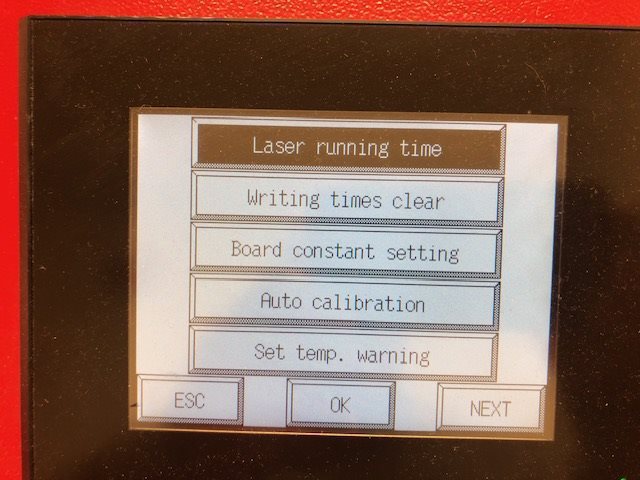 Laser running time
Writing times clear
Board constant setting
Auto calibration
Set temp. warning
ESC
OK
NEXT